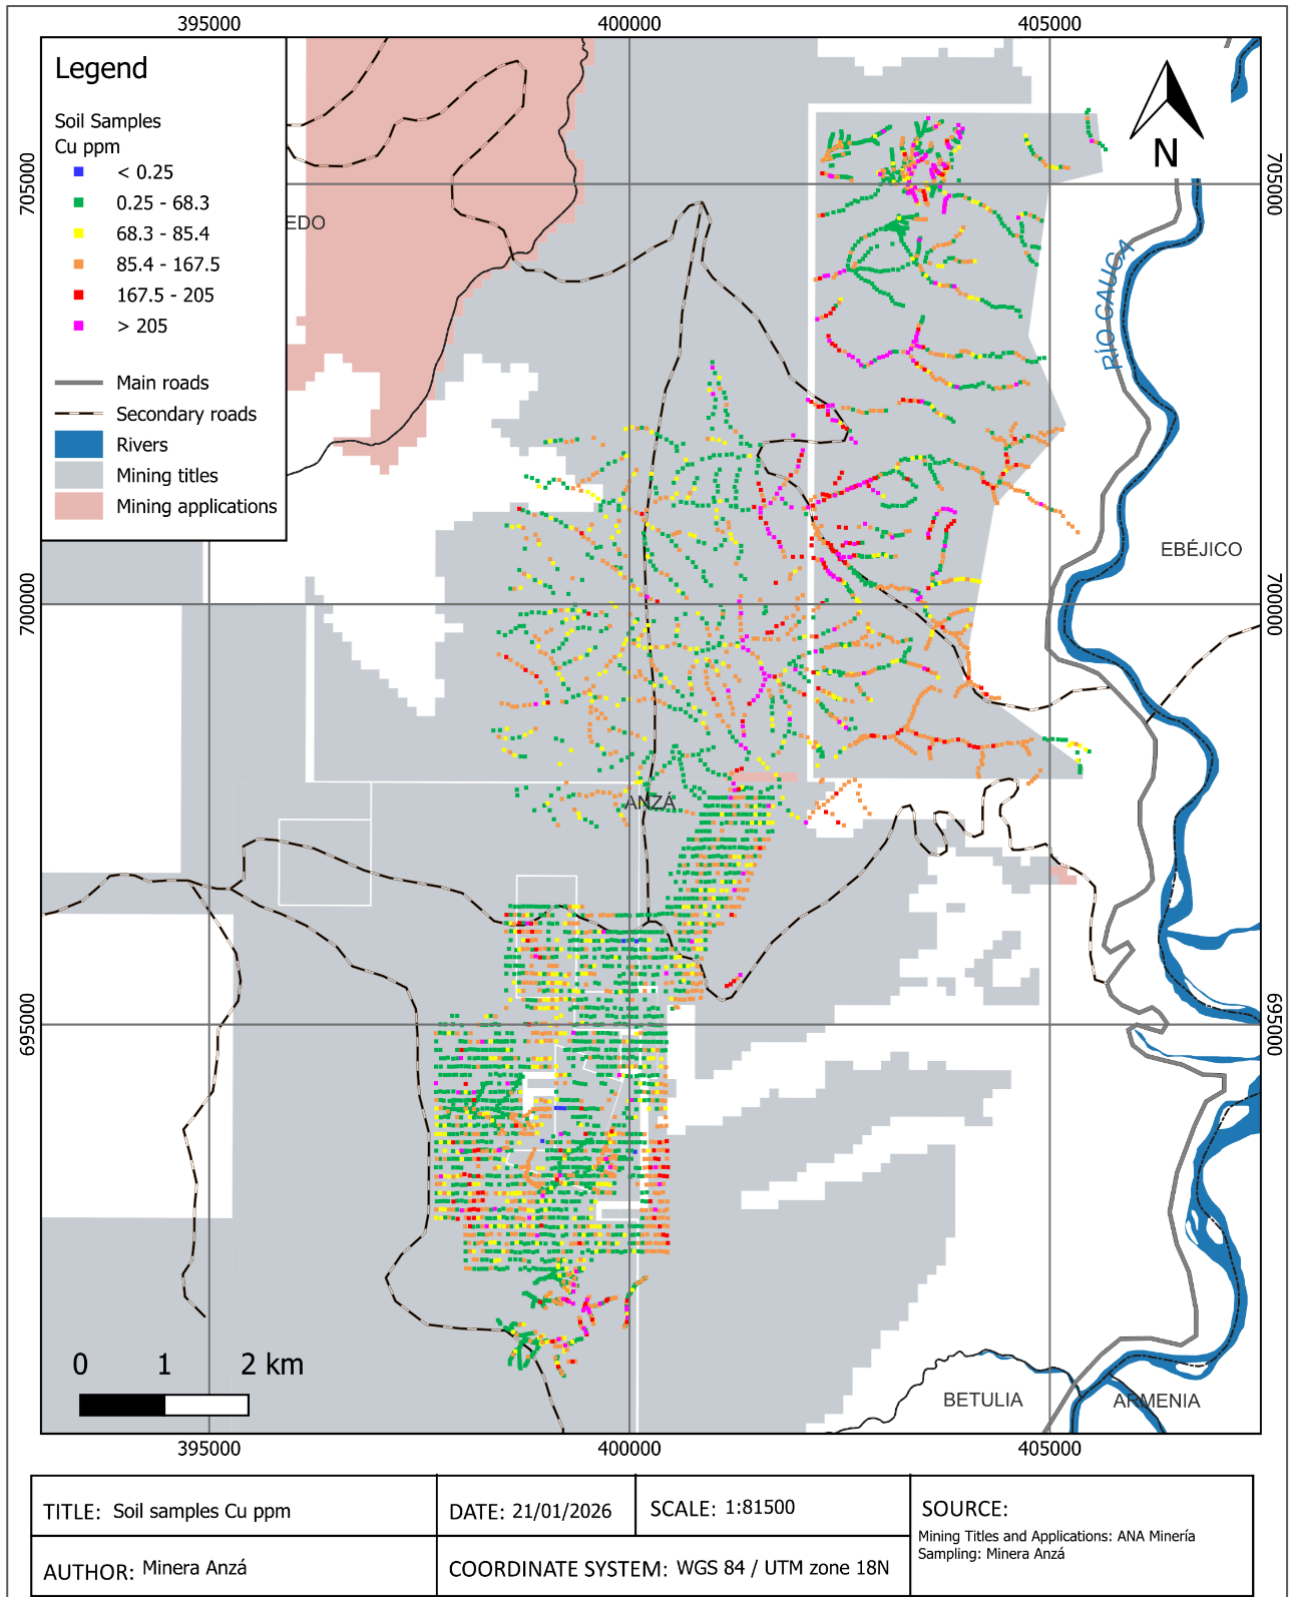 395000
400000
405000
Legend
Soil Samples
Cu ppm
< 0.25
0.25 - 68.3
68.3 - 85.4
85.4 - 167.5
167.5 - 205
> 205
Main roads
Secondary roads
Rivers
Mining titles
Mining applications
EDO
N
705000
705000
RÍO CAUCA
EBÉJICO
700000
700000
ANZÁ
695000
695000
0 1 2 km
BETULIA
ARMENIA
395000
400000
405000
TITLE: Soil samples Cu ppm
DATE: 21/01/2026
SCALE: 1:81500
SOURCE:
Mining Titles and Applications: ANA Minería
Sampling: Minera Anzá
AUTHOR: Minera Anzá
COORDINATE SYSTEM: WGS 84 / UTM zone 18N